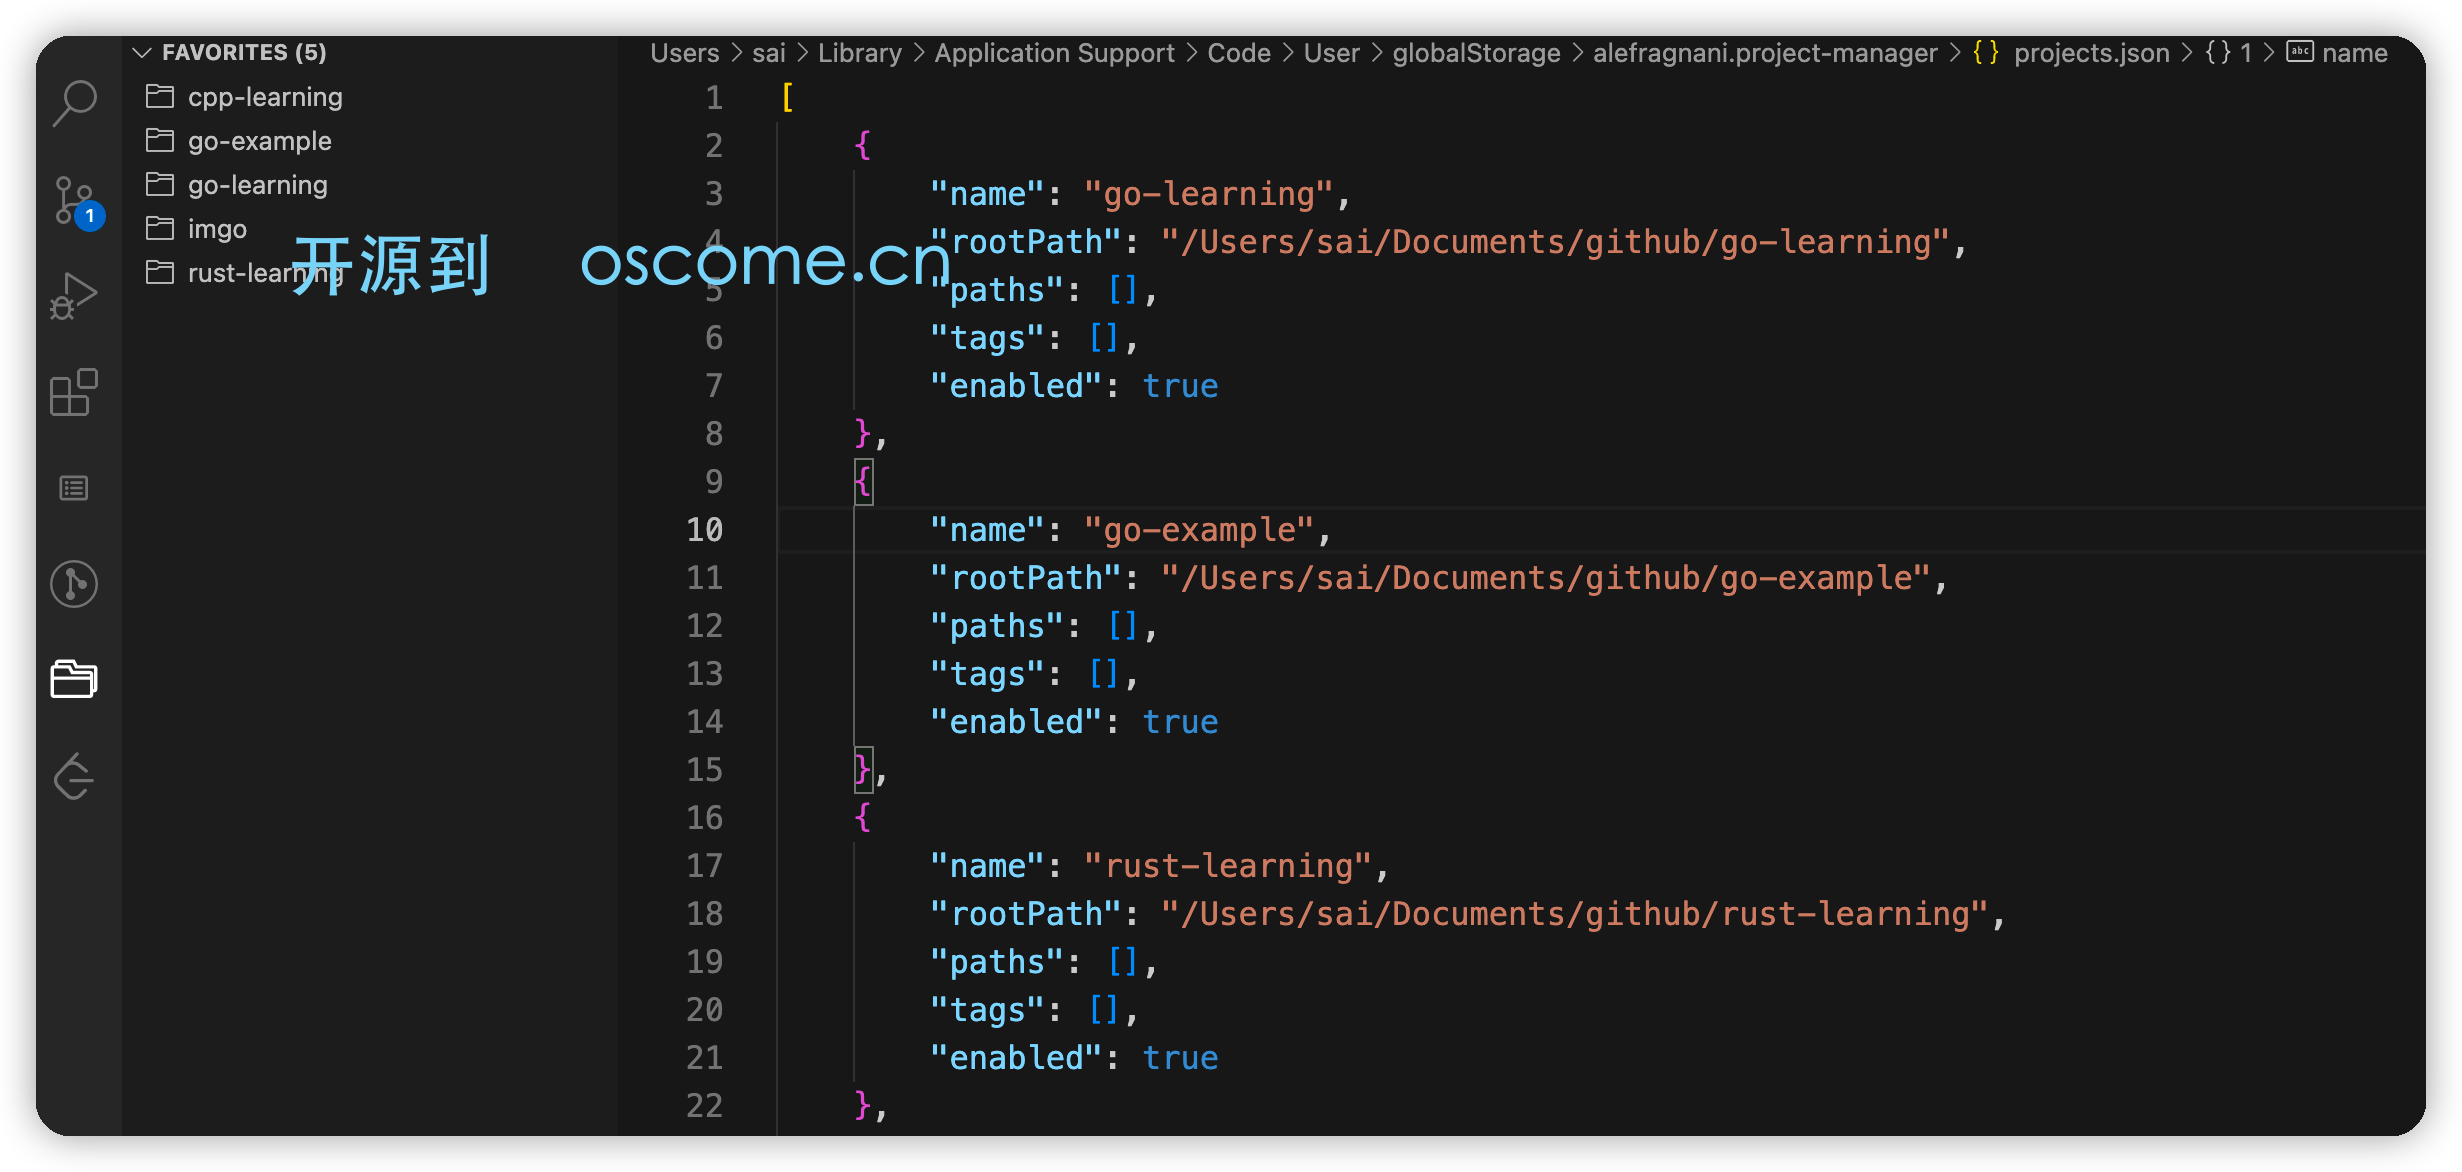 FAVORITES (5)
cpp-learning
go-example
go-learning
imgo
rust-learning
1
开源到 oscome.cn
Users > sai > Library > Application Support > Code > User > globalStorage > alefragnani.project-manager > {} projects.json > {} 1 > abc name
1 [
2 {
3 "name": "go-learning",
4 "rootPath": "/Users/sai/Documents/github/go-learning",
5 "paths": [],
6 "tags": [],
7 "enabled": true
8 },
9 {
10 "name": "go-example",
11 "rootPath": "/Users/sai/Documents/github/go-example",
12 "paths": [],
13 "tags": [],
14 "enabled": true
15 },
16 {
17 "name": "rust-learning",
18 "rootPath": "/Users/sai/Documents/github/rust-learning",
19 "paths": [],
20 "tags": [],
21 "enabled": true
22 },